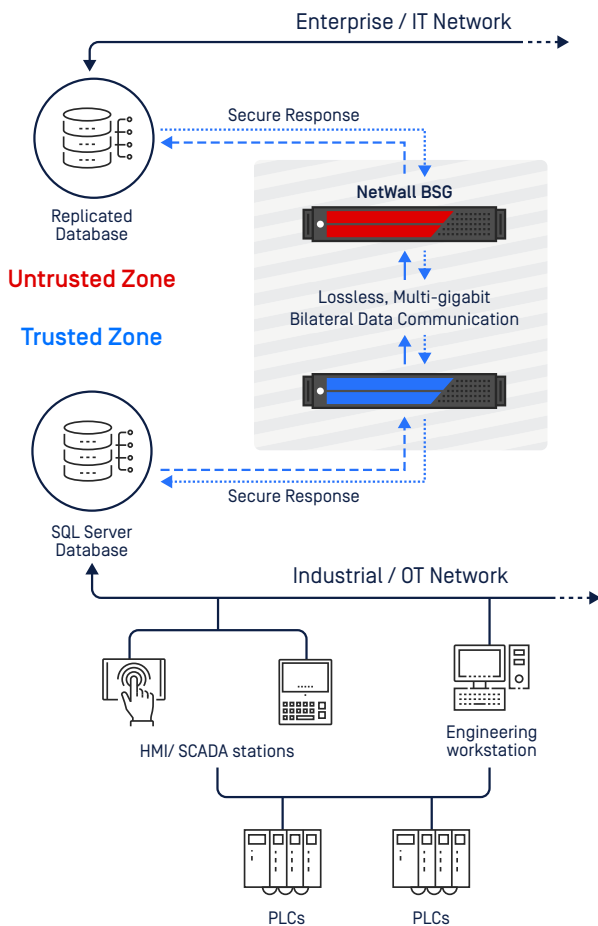 Enterprise / IT Network
Secure Response
NetWall BSG
Replicated
Database
Untrusted Zone
Lossless, Multi-gigabit
Bilateral Data Communication
Trusted Zone
Secure Response
SQL Server
Database
Industrial / OT Network
HMI/ SCADA stations
Engineering
workstation
PLCs
PLCs